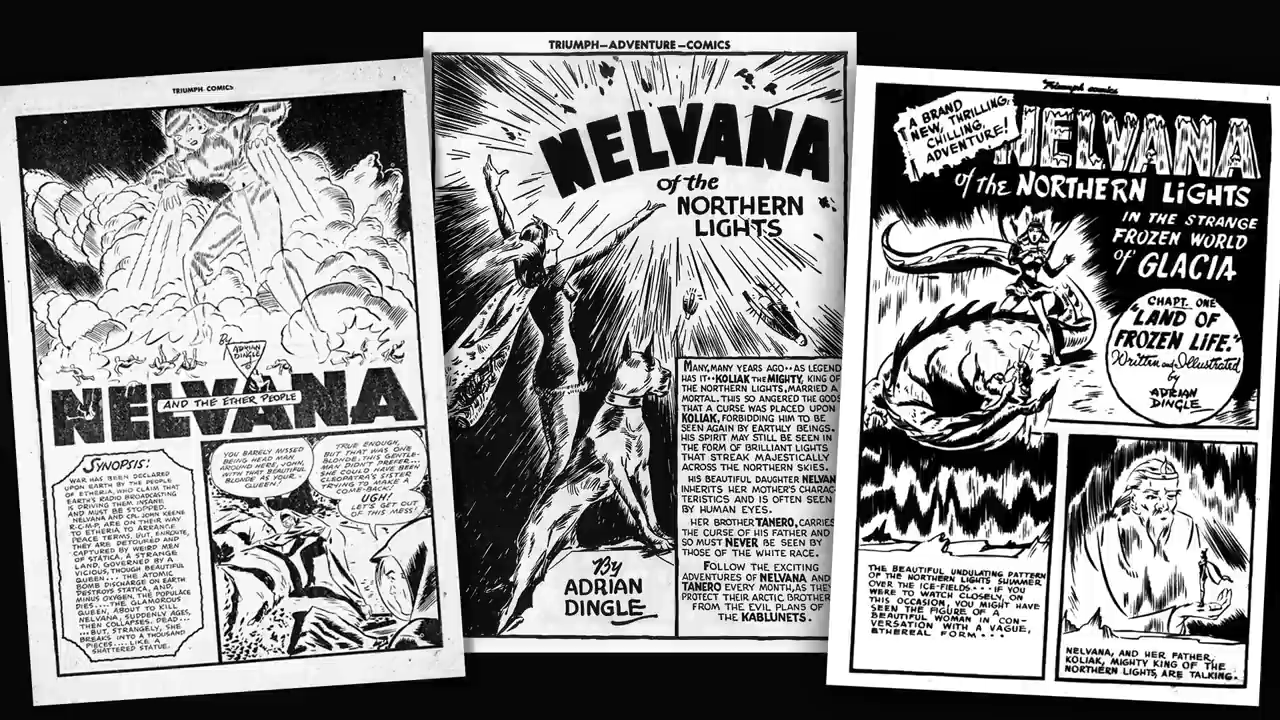 TRIUMPH-COMICS
By
ADRIAN
DINGLE
NELVANA
AND THE ETHER PEOPLE
SYNOPSIS:
WAR HAS BEEN DECLARED
UPON EARTH BY THE PEOPLE
OF ETHERIA, WHO CLAIM THAT
EARTH'S RADIO BROADCASTING
IS DRIVING THEM INSANE
AND MUST BE STOPPED.
NELVANA AND CPL. JOHN KEENE
R.C.M.P. ARE ON THEIR WAY
TO ETHERIA TO ARRANGE
PEACE TERMS, BUT, ENROUTE,
THEY ARE DETOURED AND
CAPTURED BY WEIRD MEN
OF STATICA, A STRANGE
LAND, GOVERNED BY A
VICIOUS, THOUGH BEAUTIFUL
QUEEN... THE ATOMIC
BOMB DISCHARGE ON EARTH
DESTROYS STATICA, AND,
MINUS OXYGEN, THE POPULACE
DIES.... THE GLAMOROUS
QUEEN, ABOUT TO KILL
NELVANA, SUDDENLY AGES,
THEN COLLAPSES. DEAD...
...BUT, STRANGELY, SHE
BREAKS INTO A THOUSAND
PIECES.... LIKE A
SHATTERED STATUE.
YOU BARELY MISSED
BEING HEAD MAN
AROUND HERE, JOHN,
WITH THAT BEAUTIFUL
BLONDE AS YOUR
QUEEN!
TRUE ENOUGH,
BUT THAT WAS ONE
BLONDE, THIS GENTLE-
MAN DIDN'T PREFER...
SHE COULD HAVE BEEN
CLEOPATRA'S SISTER
TRYING TO MAKE A
COME-BACK!
UGH!
LET'S GET OUT
OF THIS MESS!
TRIUMPH-ADVENTURE-COMICS
NELVANA
of the
NORTHERN
LIGHTS
MANY, MANY YEARS AGO..AS LEGEND
HAS IT..KOLIAK THE MIGHTY, KING OF
THE NORTHERN LIGHTS, MARRIED A
MORTAL. THIS SO ANGERED THE GODS
THAT A CURSE WAS PLACED UPON
KOLIAK, FORBIDDING HIM TO BE
SEEN AGAIN BY EARTHLY BEINGS.
HIS SPIRIT MAY STILL BE SEEN IN
THE FORM OF BRILLIANT LIGHTS
THAT STREAK MAJESTICALLY
ACROSS THE NORTHERN SKIES.
HIS BEAUTIFUL DAUGHTER NELVAN
INHERITS HER MOTHER'S CHARAC-
TERISTICS AND IS OFTEN SEEN
BY HUMAN EYES.
HER BROTHER TANERO, CARRIES
THE CURSE OF HIS FATHER AND
SO MUST NEVER BE SEEN BY
THOSE OF THE WHITE RACE.
FOLLOW THE EXCITING
ADVENTURES OF NELVANA AND
TANERO EVERY MONTH, AS THE
PROTECT THEIR ARCTIC BROTHER
FROM THE EVIL PLANS OF
THE KABLUNETS.
By
ADRIAN
DINGLE
Triumph comics
A BRAND
NEW, THRILLING,
CHILLING,
ADVENTURE!
NELVANA
of the NORTHERN LIGHTS
IN THE STRANGE
FROZEN WORLD
of GLACIA
CHAPT. ONE
"LAND OF
FROZEN LIFE."
Written and Illustrated
by
ADRIAN
DINGLE
THE BEAUTIFUL UNDULATING PATTERN
OF THE NORTHERN LIGHTS SHIMMER
OVER THE ICE-FIELDS.. IF YOU
WERE TO WATCH CLOSELY, ON
THIS OCCASION, YOU MIGHT HAVE
SEEN THE FIGURE OF A
BEAUTIFUL WOMAN IN CON-
VERSATION WITH A VAGUE,
ETHEREAL FORM...
NELVANA, AND HER FATHER,
KOLIAK, MIGHTY KING OF THE
NORTHERN LIGHTS, ARE TALKING.